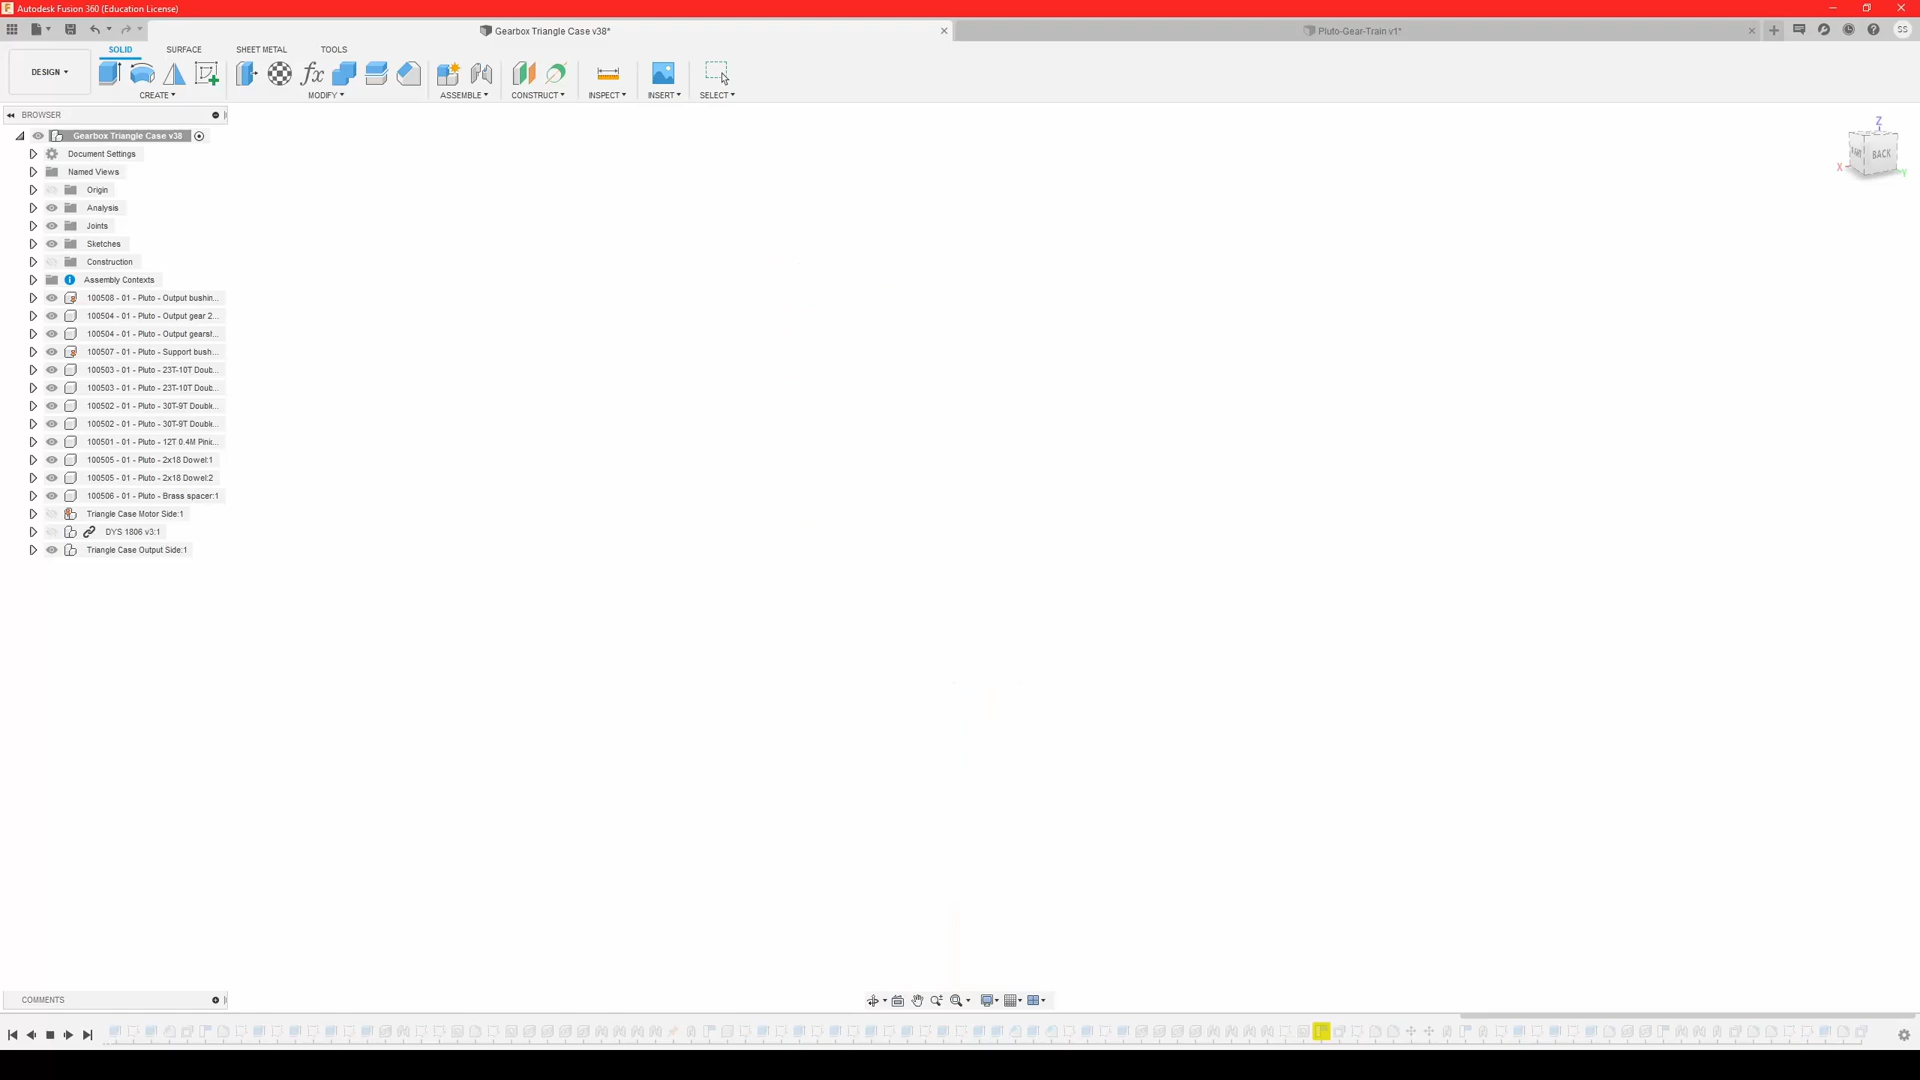 Autodesk Fusion 360 (Education License)
Gearbox Triangle Case v38*
Pluto-Gear-Train v1*
SS
SOLID
SURFACE
SHEET METAL
TOOLS
DESIGN
CREATE
MODIFY
ASSEMBLE
CONSTRUCT
INSPECT
INSERT
SELECT
BROWSER
Gearbox Triangle Case v38
Document Settings
Named Views
Origin
Analysis
Joints
Sketches
Construction
Assembly Contexts
100508 - 01 - Pluto - Output bushin...
100504 - 01 - Pluto - Output gear 2...
100504 - 01 - Pluto - Output gearsl...
100507 - 01 - Pluto - Support bush...
100503 - 01 - Pluto - 23T-10T Doub...
100503 - 01 - Pluto - 23T-10T Doub...
100502 - 01 - Pluto - 30T-9T Double...
100502 - 01 - Pluto - 30T-9T Double...
100501 - 01 - Pluto - 12T 0.4M Pinic...
100505 - 01 - Pluto - 2x18 Dowel:1
100505 - 01 - Pluto - 2x18 Dowel:2
100506 - 01 - Pluto - Brass spacer:1
Triangle Case Motor Side:1
DYS 1806 v3:1
Triangle Case Output Side:1
Z
BACK
X
Y
COMMENTS